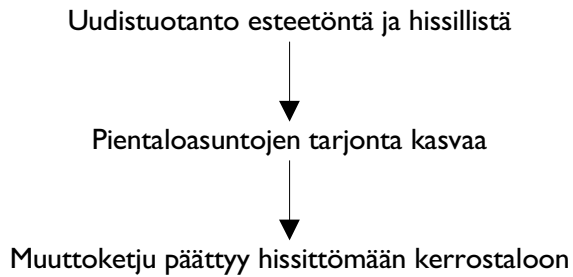 Uudistuotanto esteetöntä ja hissillistä
Pientaloasuntojen tarjonta kasvaa
Muuttoketju päättyy hissittömään kerrostaloon